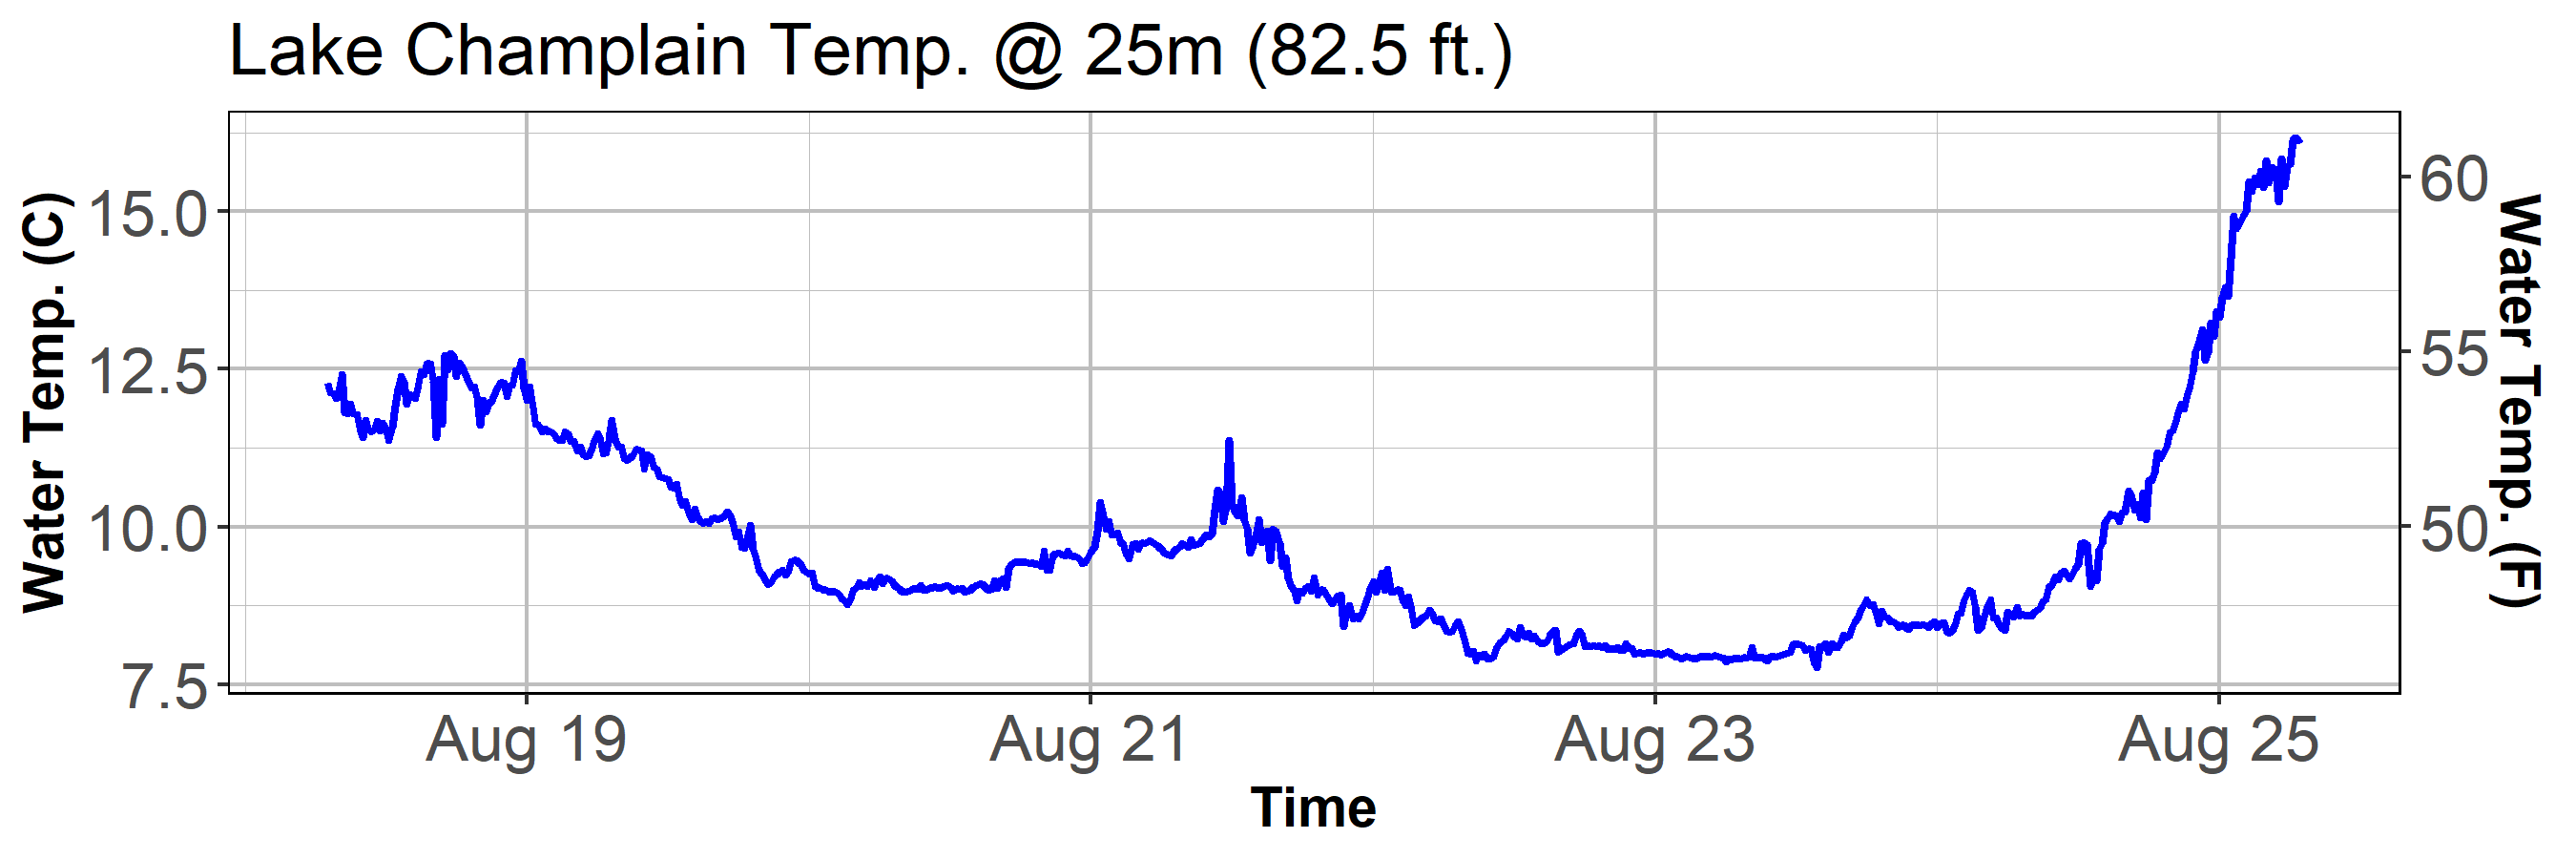 Lake Champlain Temp. @ 25m (82.5 ft.)
Water Temp. (C)
15.0
12.5
10.0
7.5
60
55
50
Water Temp. (F)
Aug 19
Aug 21
Aug 23
Aug 25
Time